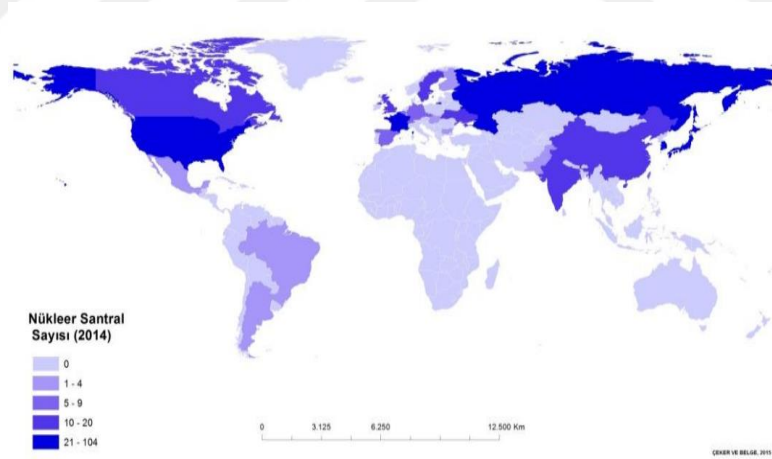 Nükleer Santral
Sayısı (2014)
0
1 - 4
5 - 9
10 - 20
21 - 104
0 3.125 6.250 12.500 Km
ÇEKER VE BELGE, 2015